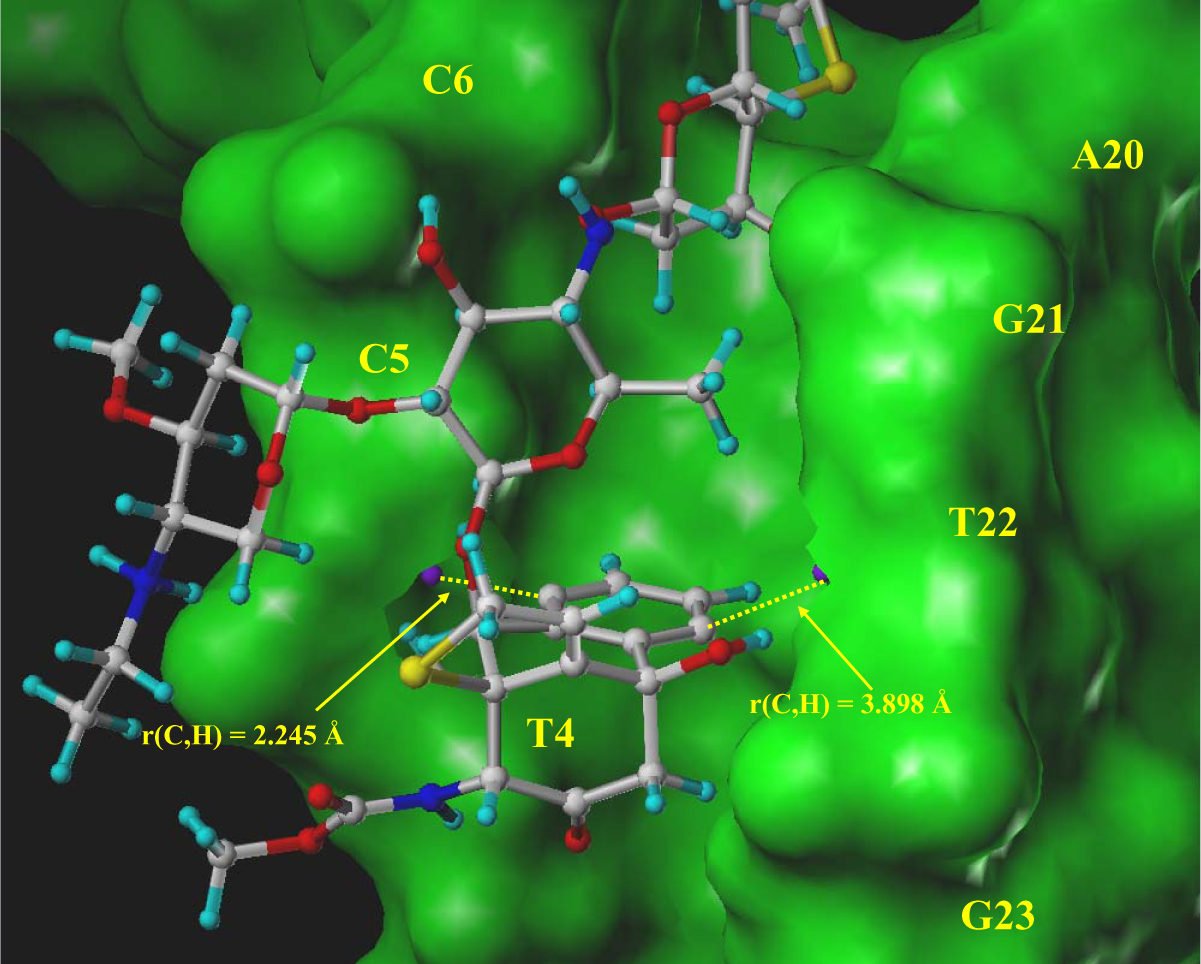 C6
A20
G21
C5
T22
r(C,H) = 3.898 Å
r(C,H) = 2.245 Å
T4
G23